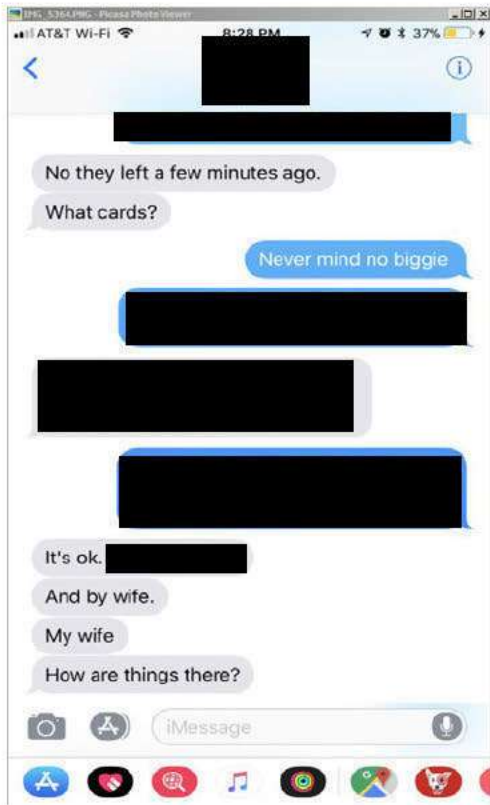 IMG_5364.PNG - Picasa Photo Viewer
AT&T Wi-Fi 8:28 PM 37%
No they left a few minutes ago.
What cards?
Never mind no biggie
It's ok.
And by wife.
My wife
How are things there?
iMessage